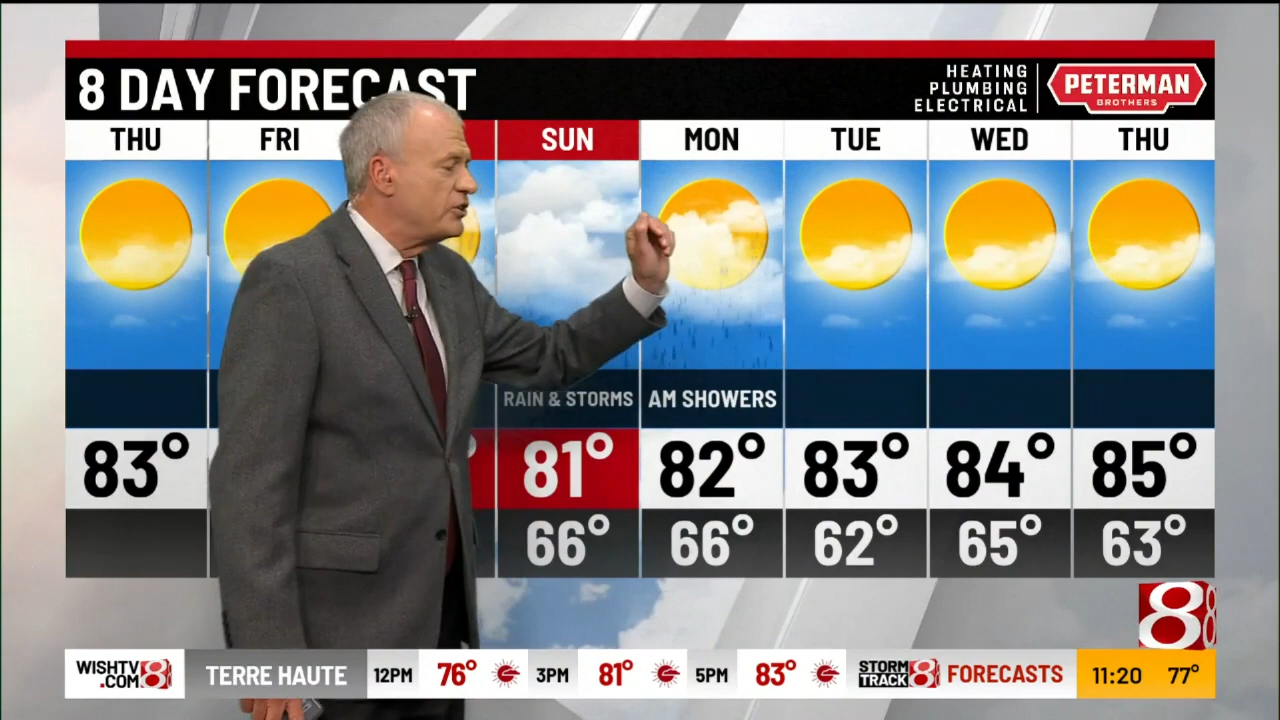 8 DAY FORECAST
HEATING
PLUMBING
ELECTRICAL
PETERMAN
BROTHERS
THU FRI SUN MON TUE WED THU
RAIN & STORMS AM SHOWERS
83° 81° 82° 83° 84° 85°
66° 66° 62° 65° 63°
8
WISHTV
.COM 8
TERRE HAUTE 12PM 76° 3PM 81° 5PM 83°
STORM
TRACK 8
FORECASTS 11:20 77°